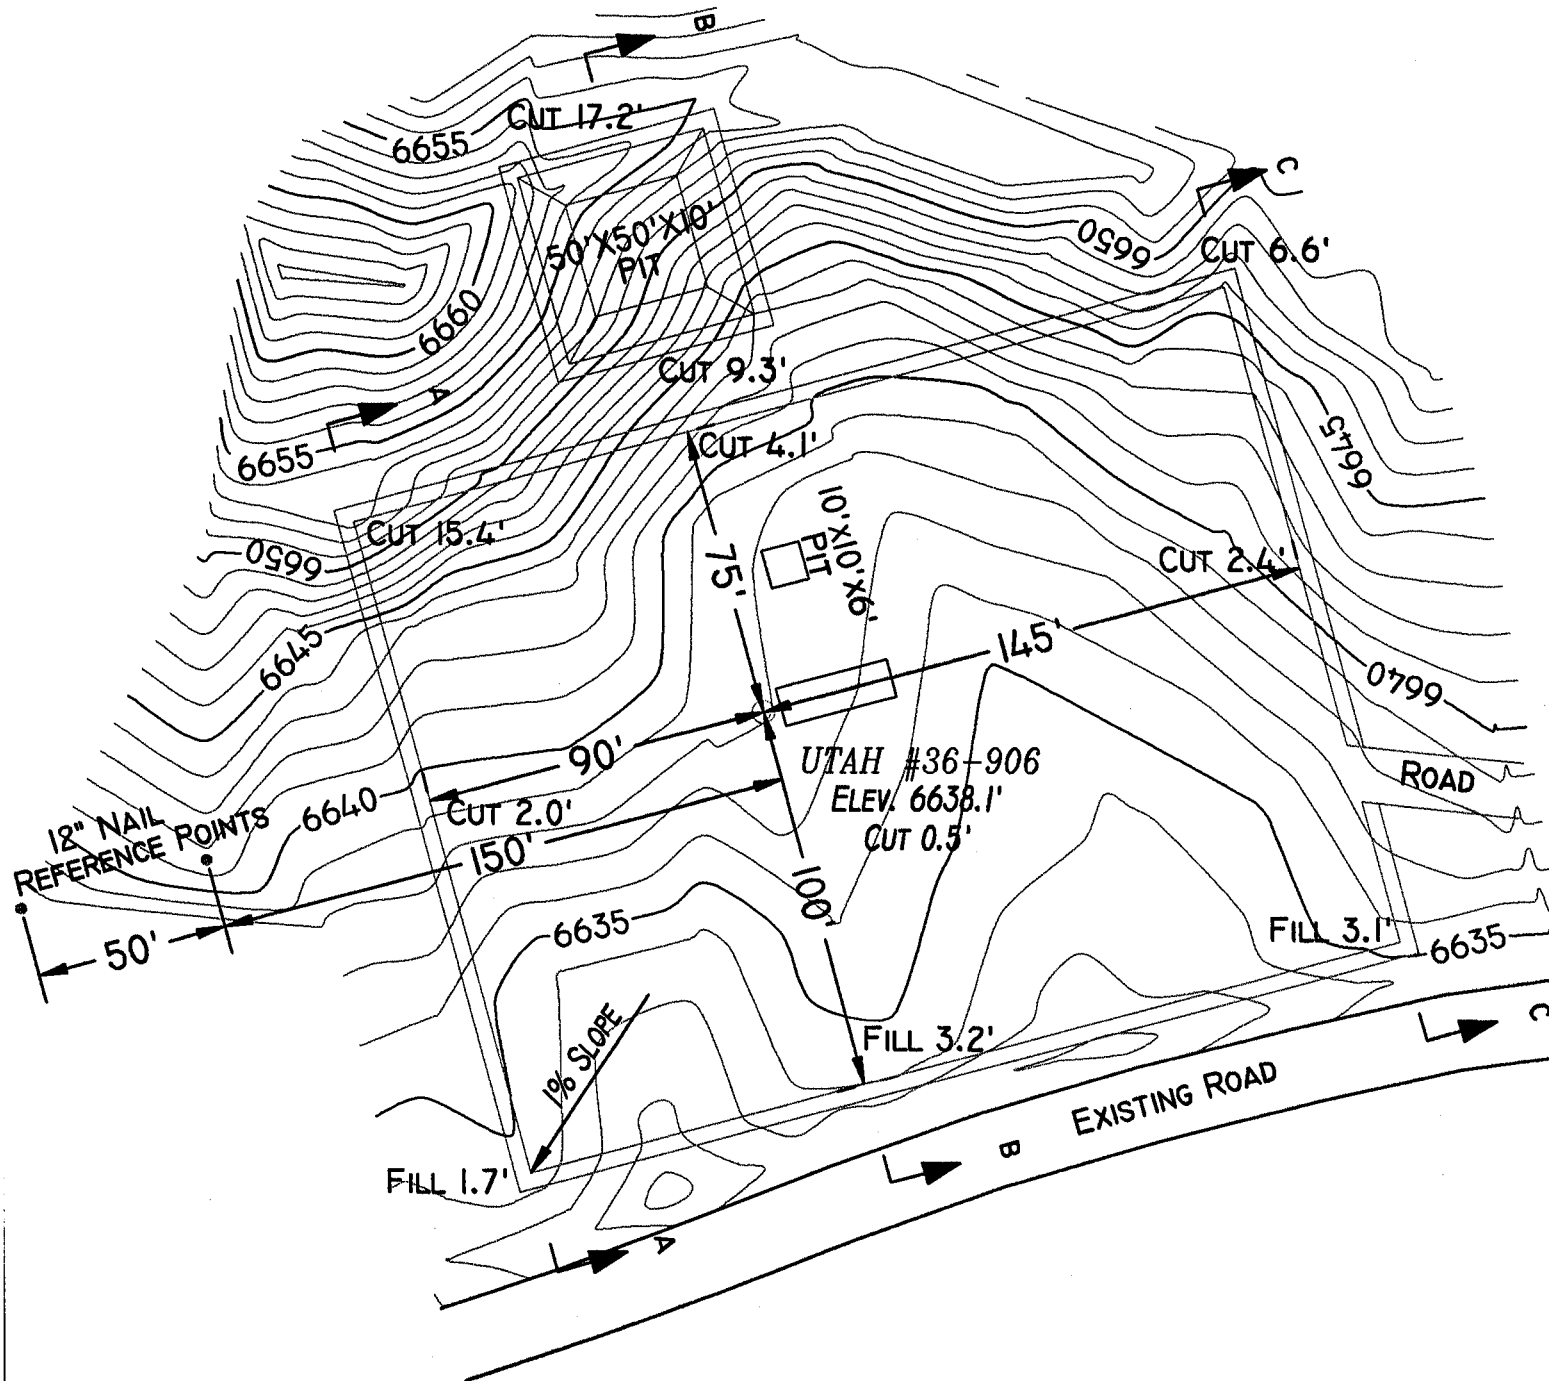 B
CUT 17.2'
6655
C
6650
CUT 6.6'
50'X50'X10'
PIT
6660
CUT 9.3'
A
6655
CUT 4.1'
6645
10'X10'X6'
PIT
CUT 15.4'
6650
75'
CUT 2.4'
145'
6645
6640
90'
UTAH #36-906
ELEV. 6638.1'
CUT 0.5'
ROAD
6640
CUT 2.0'
18" NAIL
REFERENCE POINTS
150'
100'
50'
6635
FILL 3.1'
6635
1% SLOPE
FILL 3.2'
C
EXISTING ROAD
B
FILL 1.7'
A